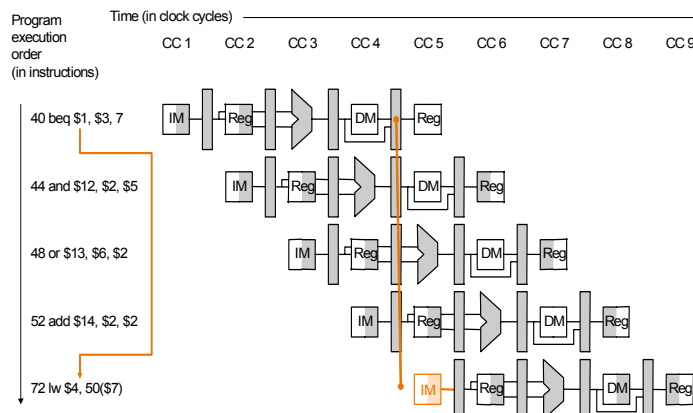 Time (in clock cycles)
Program
execution
order
(in instructions)
CC 1 CC 2 CC 3 CC 4 CC 5 CC 6 CC 7 CC 8 CC 9
40 beq $1, $3, 7
IM Reg DM Reg
44 and $12, $2, $5
IM Reg DM Reg
48 or $13, $6, $2
IM Reg DM Reg
52 add $14, $2, $2
IM Reg DM Reg
72 lw $4, 50($7)
IM Reg DM Reg